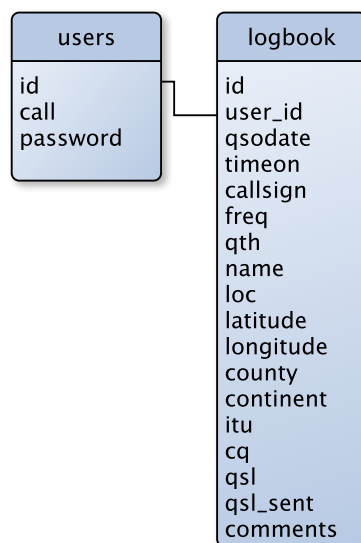 users
id
call
password
logbook
id
user_id
qsodate
timeon
callsign
freq
qth
name
loc
latitude
longitude
county
continent
itu
cq
qsl
qsl_sent
comments